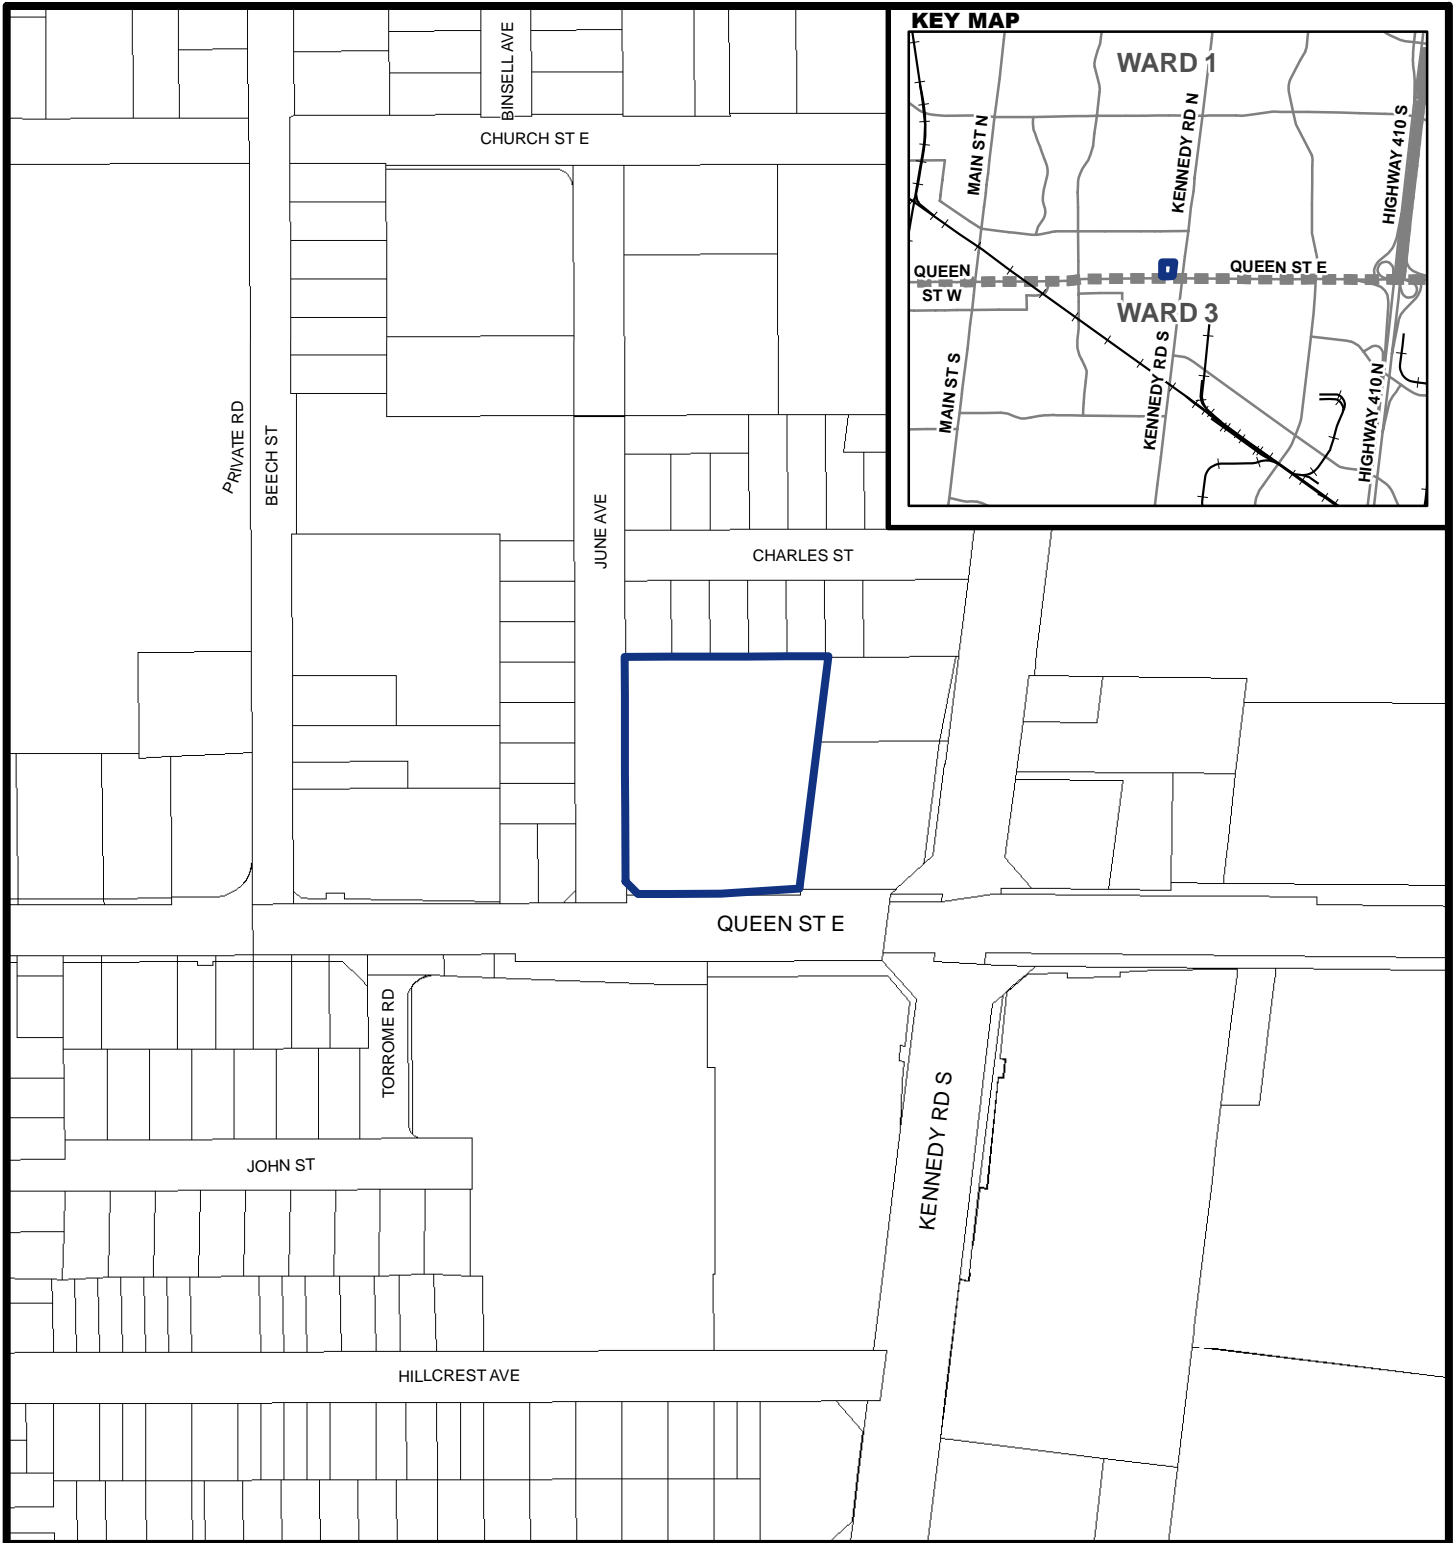 KEY MAP
WARD 1
MAIN ST N
KENNEDY RD N
HIGHWAY 410 S
QUEEN
ST W
QUEEN ST E
WARD 3
MAIN ST S
KENNEDY RD S
HIGHWAY 410 N
BINSELL AVE
CHURCH ST E
PRIVATE RD
BEECH ST
JUNE AVE
CHARLES ST
QUEEN ST E
TORROME RD
KENNEDY RD S
JOHN ST
HILLCREST AVE